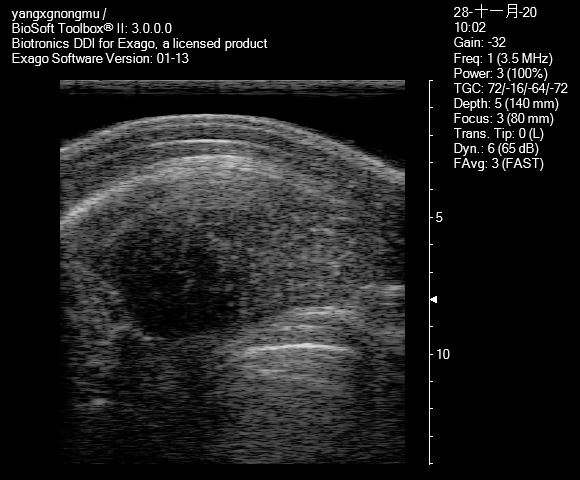 yangxgnongmu /
BioSoft Toolbox® II: 3.0.0.0
Biotronics DDI for Exago, a licensed product
Exago Software Version: 01-13
28-十一月-20
10:02
Gain: -32
Freq: 1 (3.5 MHz)
Power: 3 (100%)
TGC: 72/-16/-64/-72
Depth: 5 (140 mm)
Focus: 3 (80 mm)
Trans. Tip: 0 (L)
Dyn.: 6 (65 dB)
FAvg: 3 (FAST)
5
10